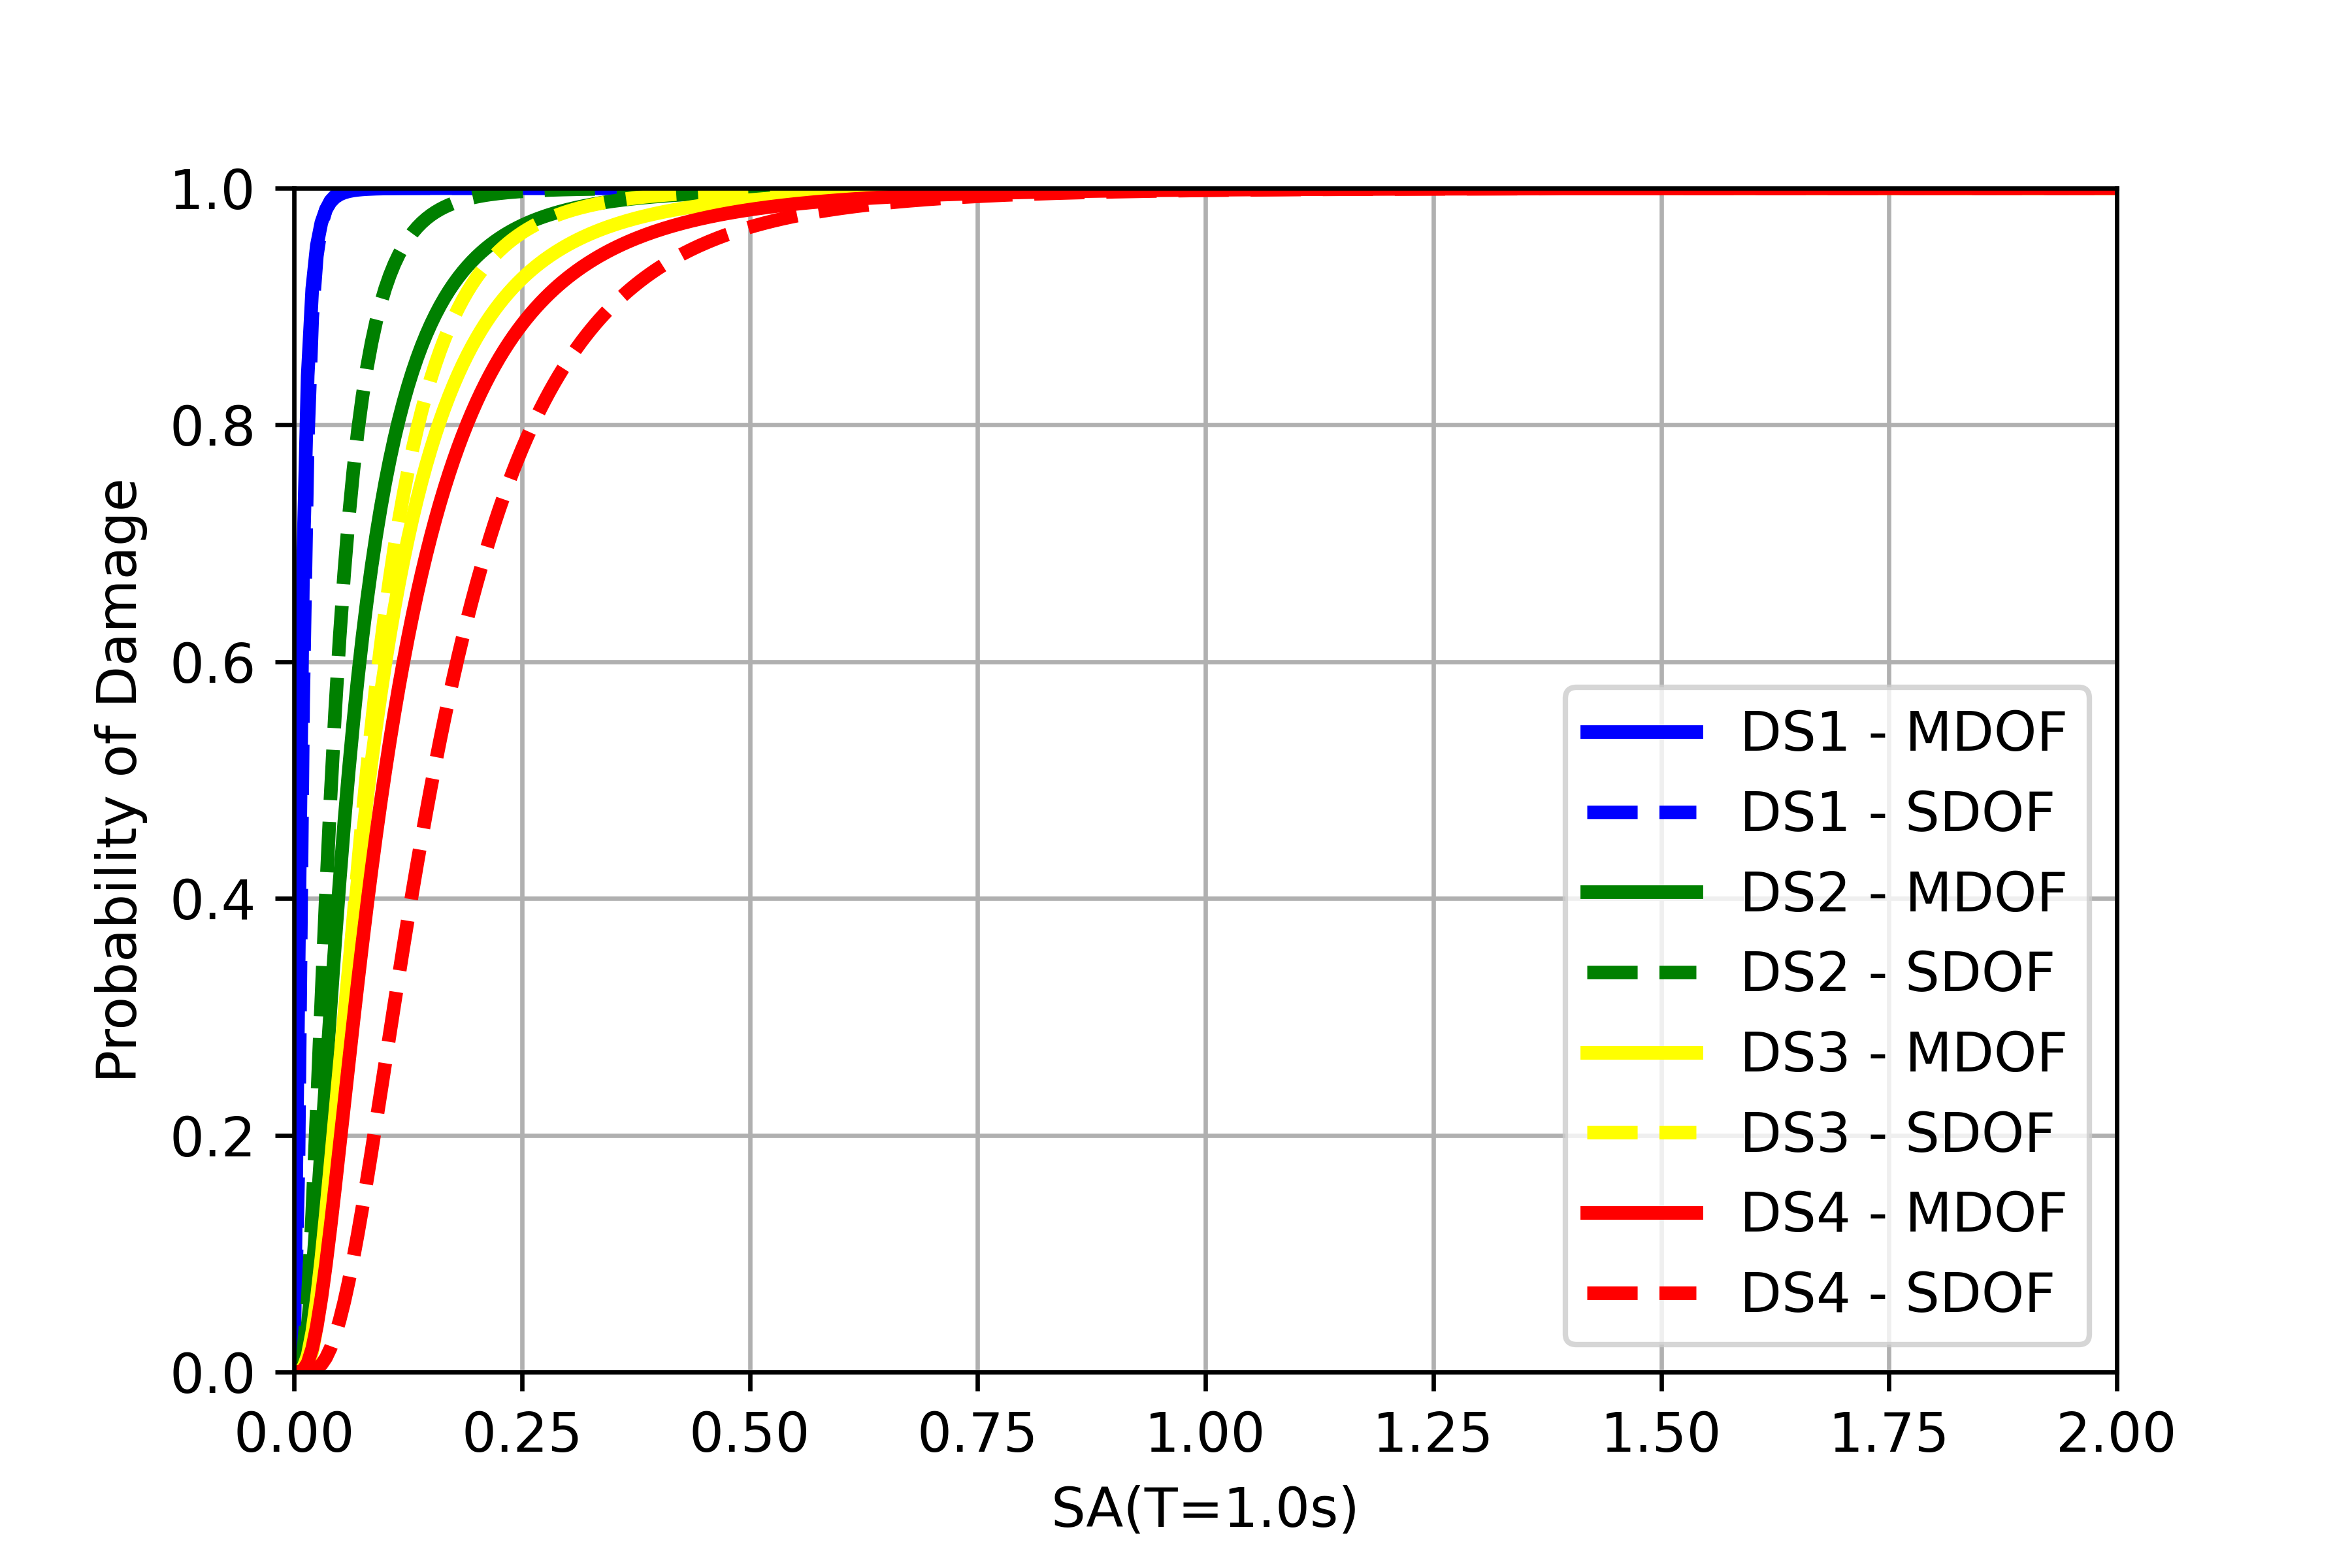 1.0
0.8
0.6
0.4
0.2
0.0
Probability of Damage
0.00 0.25 0.50 0.75 1.00 1.25 1.50 1.75 2.00
SA(T=1.0s)
DS1 - MDOF
DS1 - SDOF
DS2 - MDOF
DS2 - SDOF
DS3 - MDOF
DS3 - SDOF
DS4 - MDOF
DS4 - SDOF